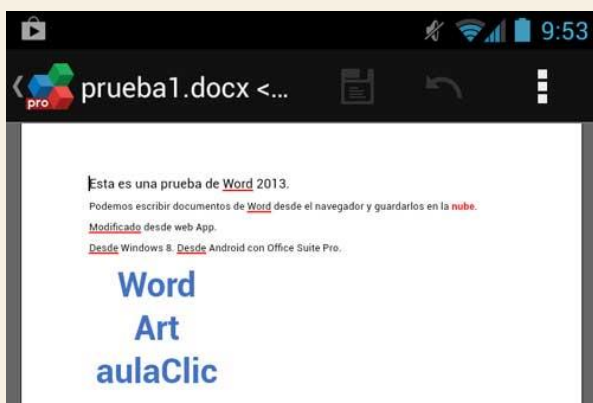 9:53
pro
prueba1.docx <...
Esta es una prueba de Word 2013.
Podemos escribir documentos de Word desde el navegador y guardarlos en la nube.
Modificado desde web App.
Desde Windows 8. Desde Android con Office Suite Pro.
Word
Art
aulaClic